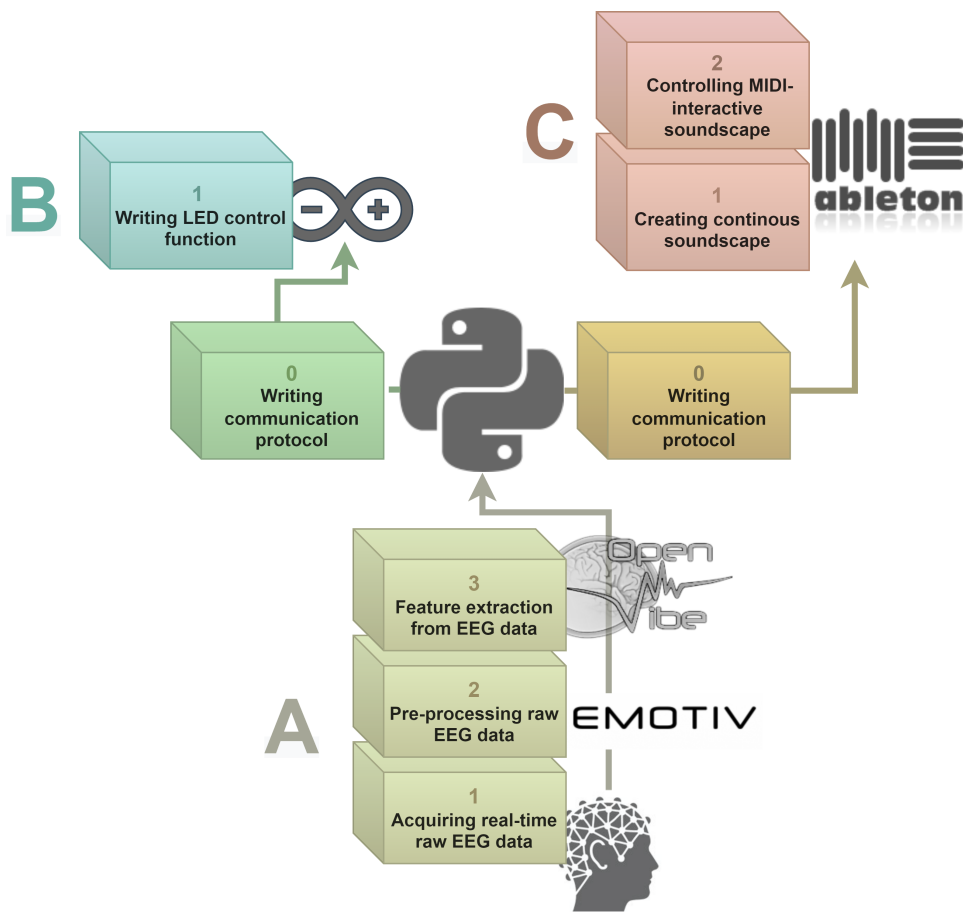 2
Controlling MIDI-
interactive
soundscape
C
ableton
1
Creating continous
soundscape
B
1
Writing LED control
function
0
Writing
communication
protocol
0
Writing
communication
protocol
Open
Vibe
3
Feature extraction
from EEG data
A
2
Pre-processing raw
EEG data
EMOTIV
1
Acquiring real-time
raw EEG data